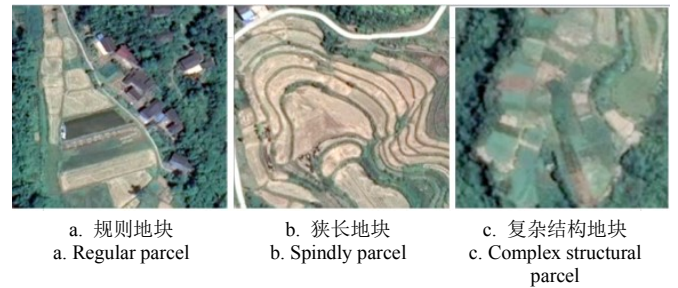 a. 规则地块
a. Regular parcel
b. 狭长地块
b. Spindly parcel
c. 复杂结构地块
c. Complex structural
parcel